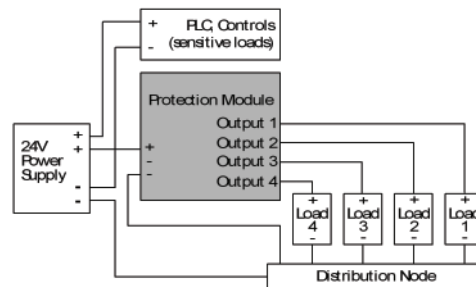 PLC, Controls
(sensitive loads)
+
-
Protection Module
Output 1
Output 2
Output 3
Output 4
+
-
-
24V
Power
Supply
+
+
-
-
+
Load
4
-
+
Load
3
-
+
Load
2
-
+
Load
1
-
Distribution Node